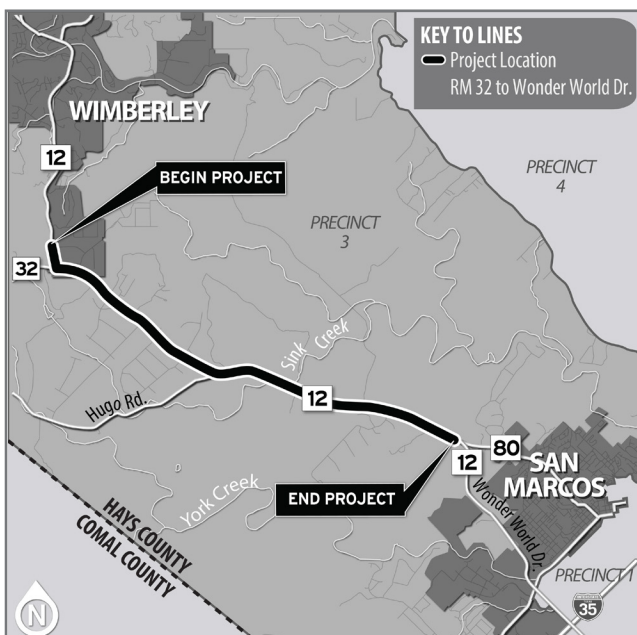 KEY TO LINES
Project Location
RM 32 to Wonder World Dr.
WIMBERLEY
12
BEGIN PROJECT
PRECINCT
4
PRECINCT
3
32
Sink Creek
Hugo Rd.
12
80
12
SAN
MARCOS
END PROJECT
York Creek
Wonder World Dr.
HAYS COUNTY
COMAL COUNTY
PRECINCT 1
35
N